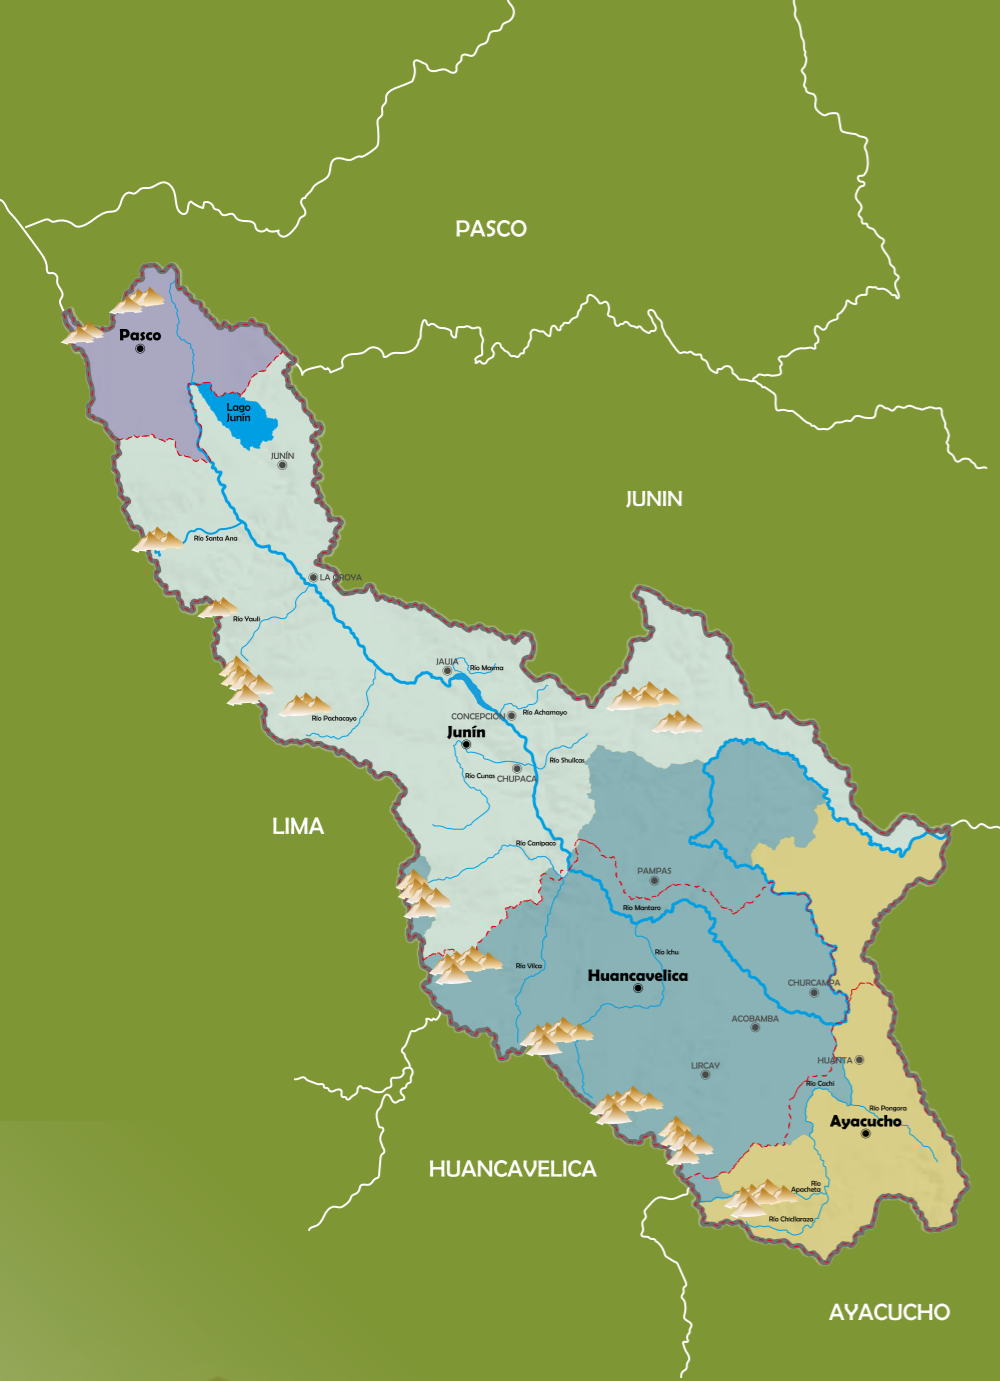 PASCO
Pasco
Lago
Junín
JUNÍN
JUNIN
Río Santa Ana
LA OROYA
Río Yauli
JAUJA
Río Masma
Río Pachacayo
CONCEPCIÓN
Río Achamayo
Junín
Río Shullcas
Río Cunas
CHUPACA
LIMA
Río Canipaco
PAMPAS
Río Mantaro
Río Ichu
Río Vilca
Huancavelica
CHURCAMPA
ACOBAMBA
HUANTA
LIRCAY
Río Cachi
Río Pongora
Ayacucho
HUANCAVELICA
Río
Apacheta
Río Chicllarazo
AYACUCHO